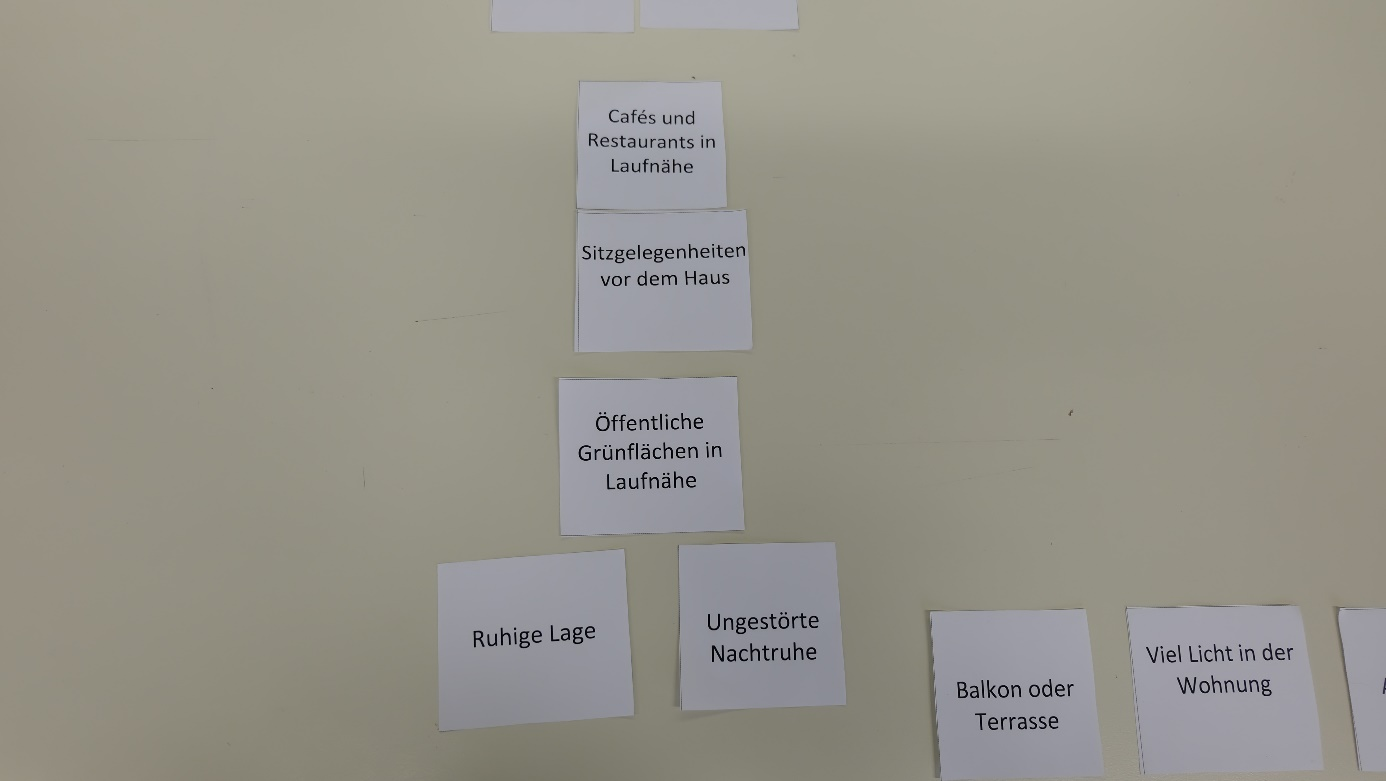 Cafés und
Restaurants in
Laufnähe
Sitzgelegenheiten
vor dem Haus
Öffentliche
Grünflächen in
Laufnähe
Ruhige Lage
Ungestörte
Nachtruhe
Balkon oder
Terrasse
Viel Licht in der
Wohnung